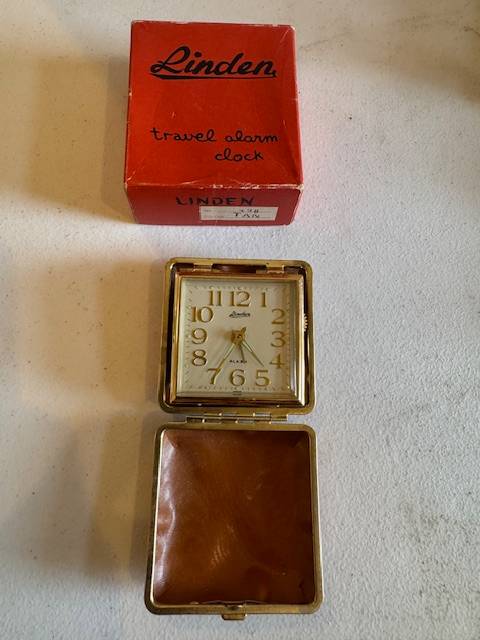 Linden
travel alarm
clock
LINDEN
TAN
11 12 1
10 2
Linden
9 3
8 4
ALARM
7 6 5